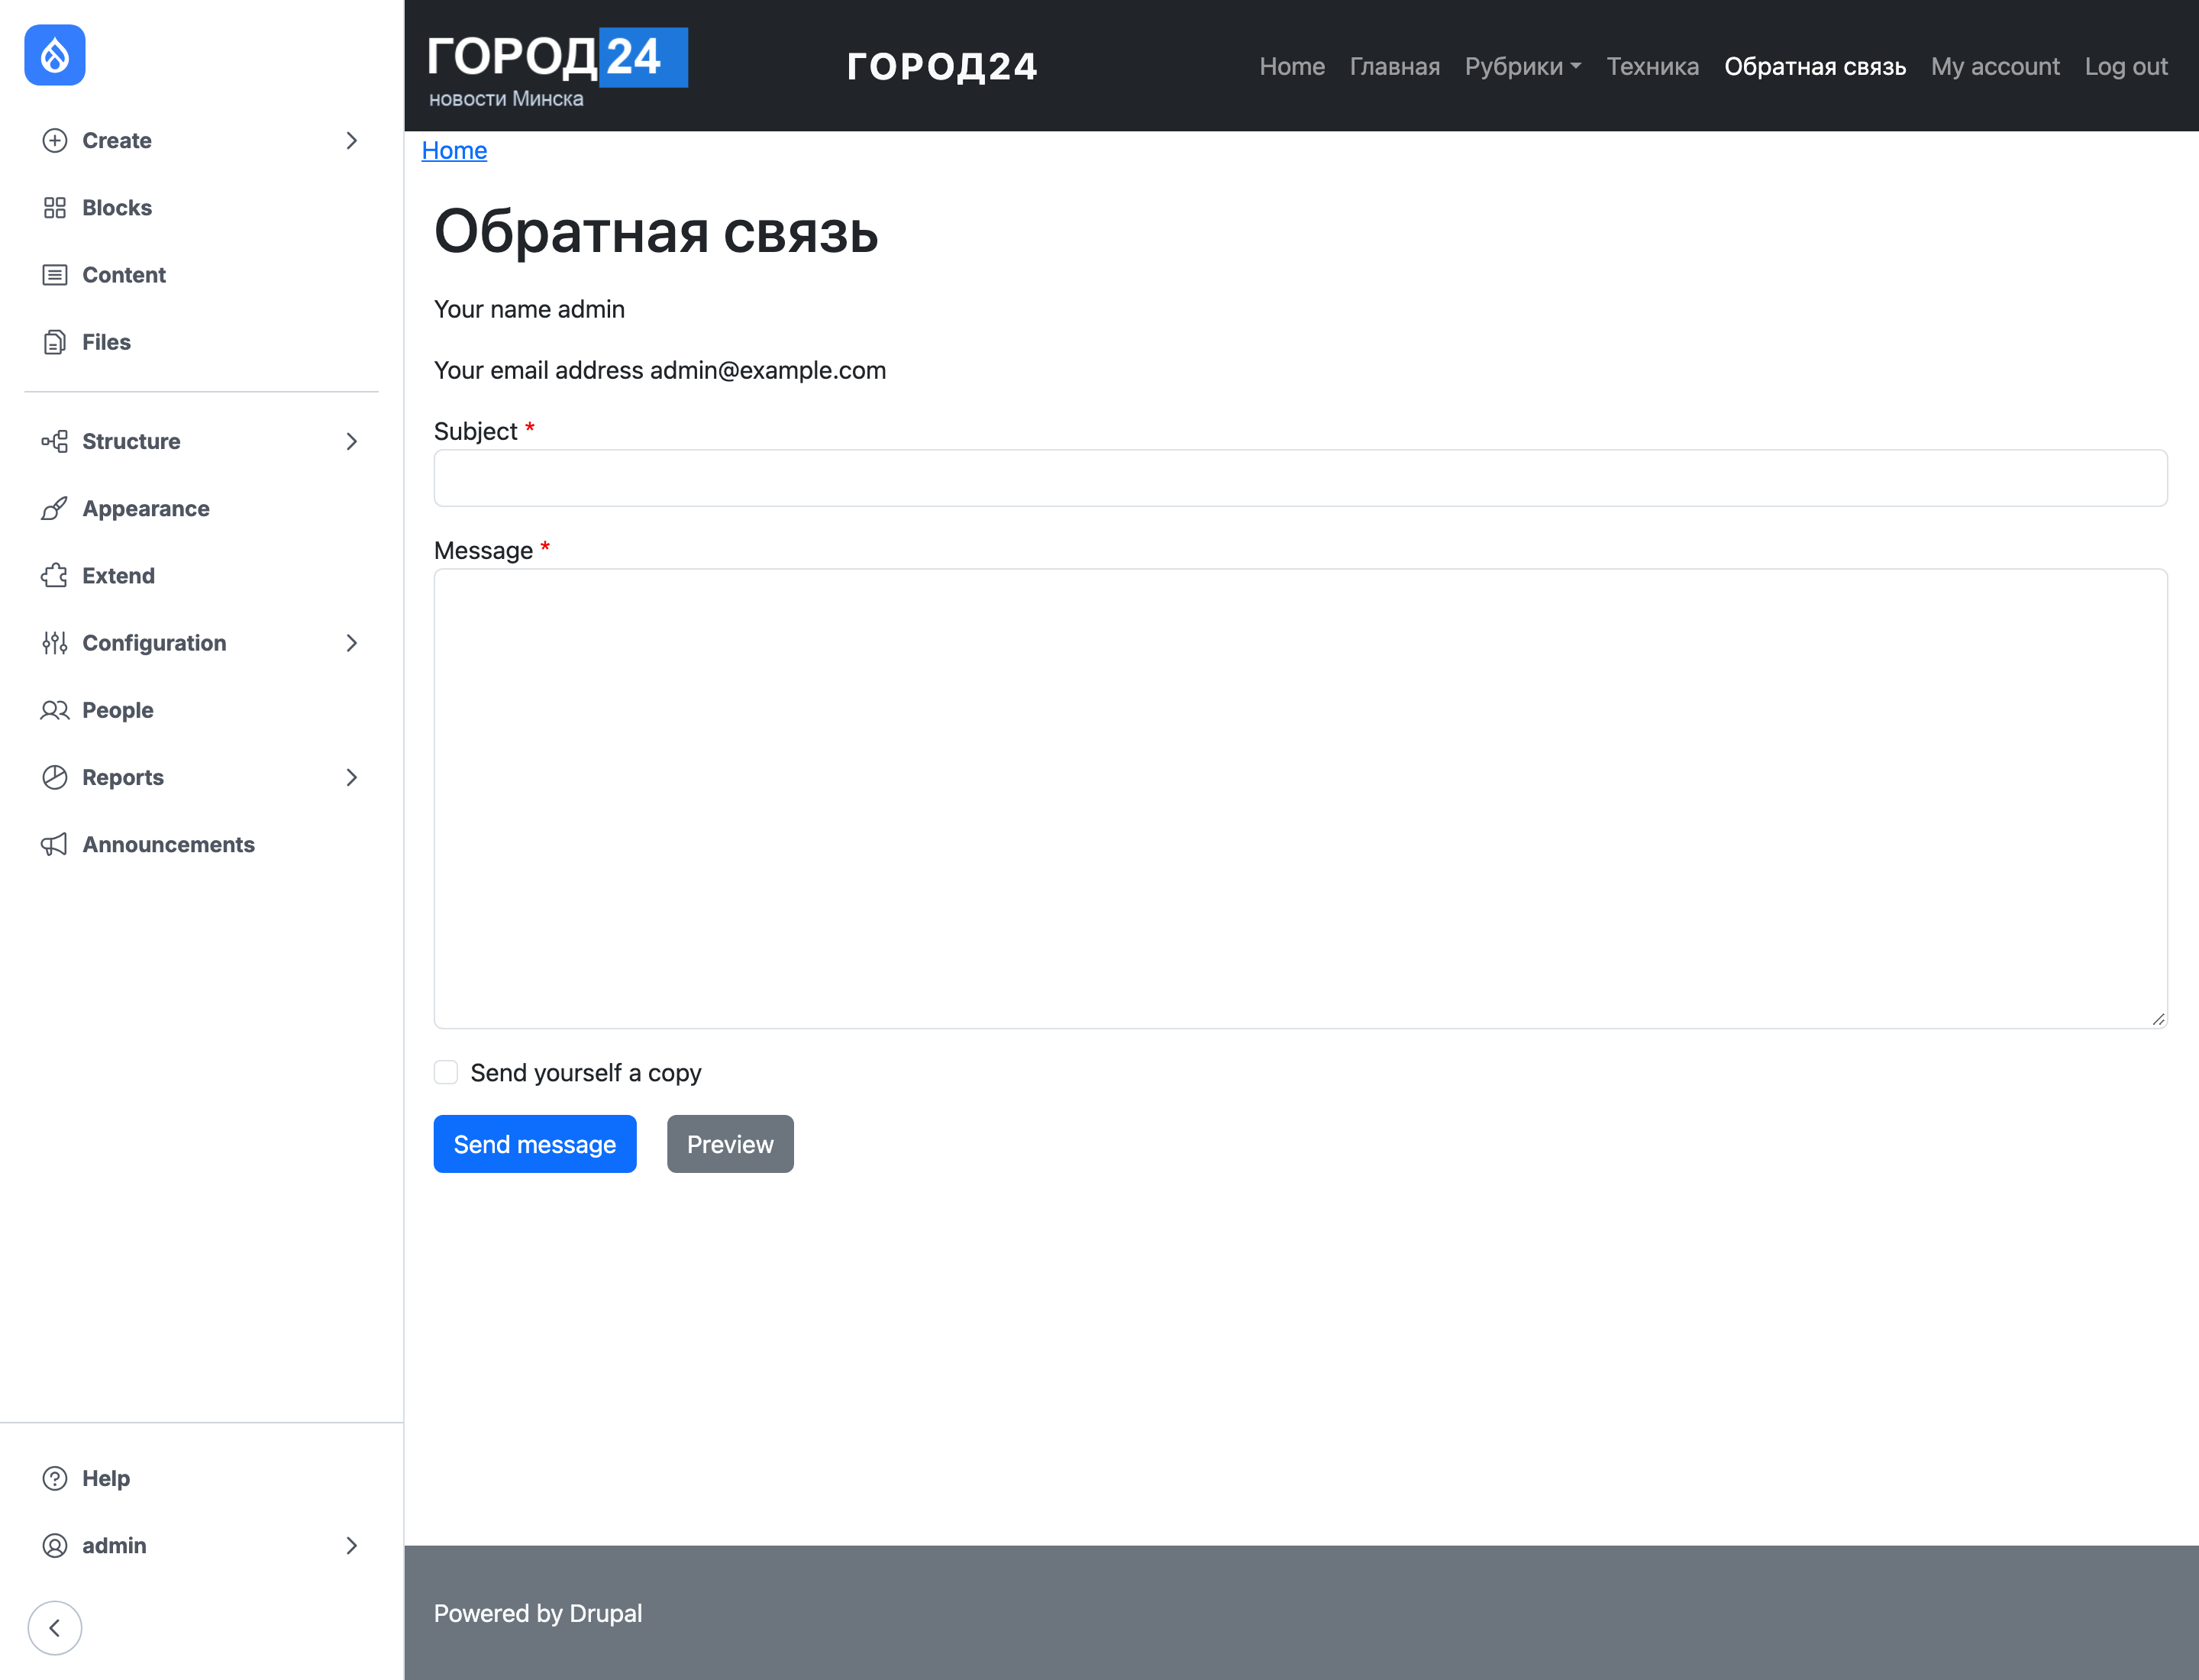 Create
Blocks
Content
Files
Structure
Appearance
Extend
Configuration
People
Reports
Announcements
Help
admin
ГОРОД24
новости Минска
ГОРОД24
Home Главная Рубрики Техника Обратная связь My account Log out
Home
Обратная связь
Your name admin
Your email address admin@example.com
Subject *
Message *
Send yourself a copy
Send message Preview
Powered by Drupal